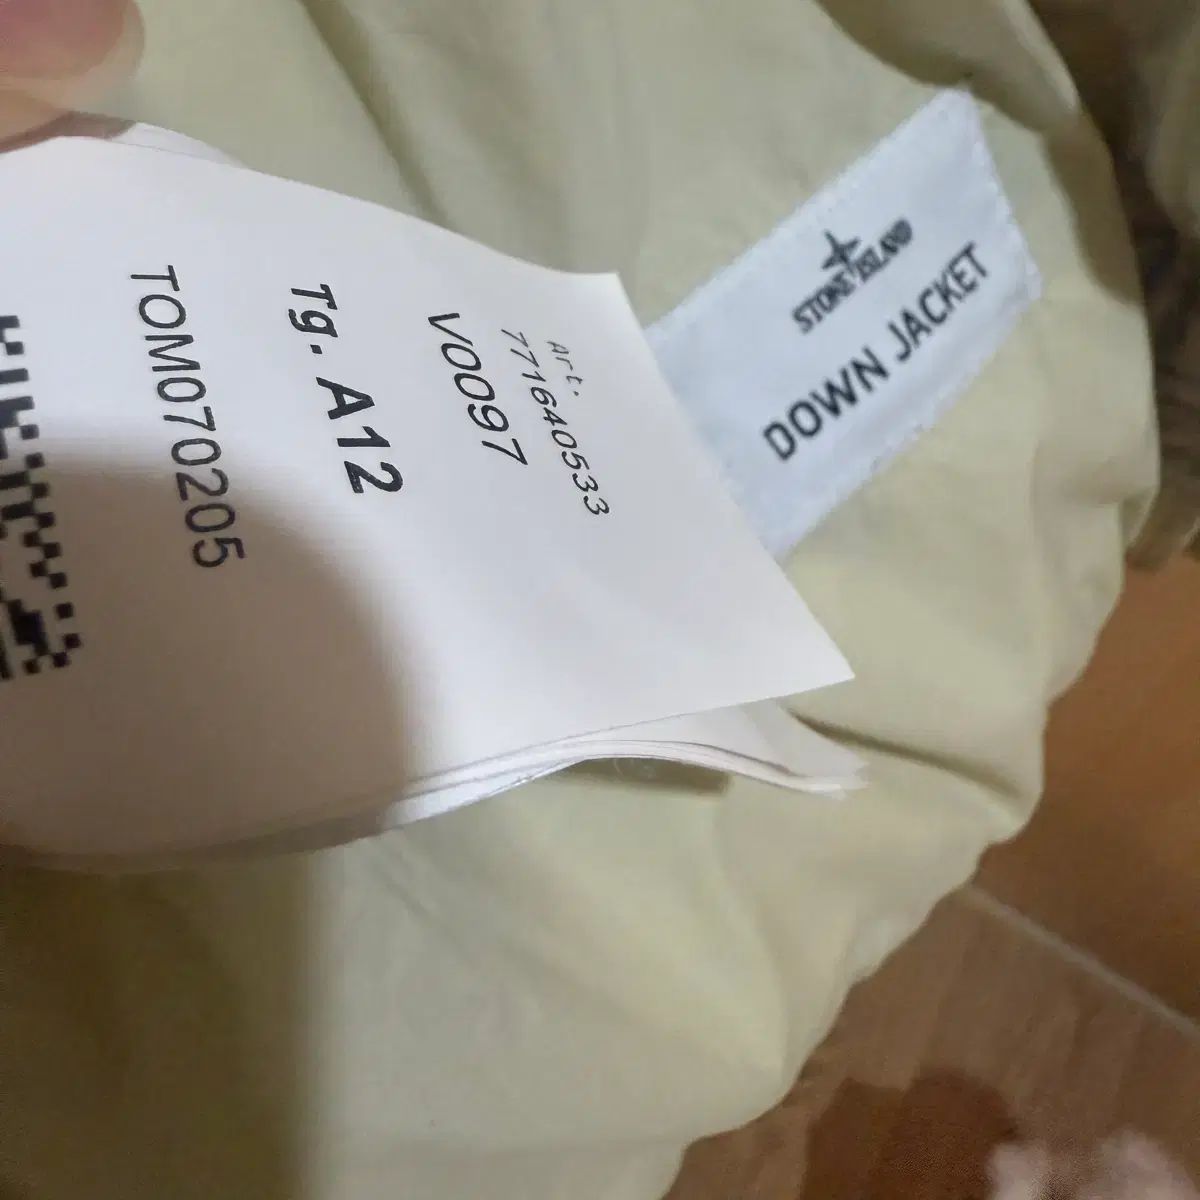 Art.
771640533
V0097
Tg. A12
TOM070205
STONE ISLAND
DOWN JACKET